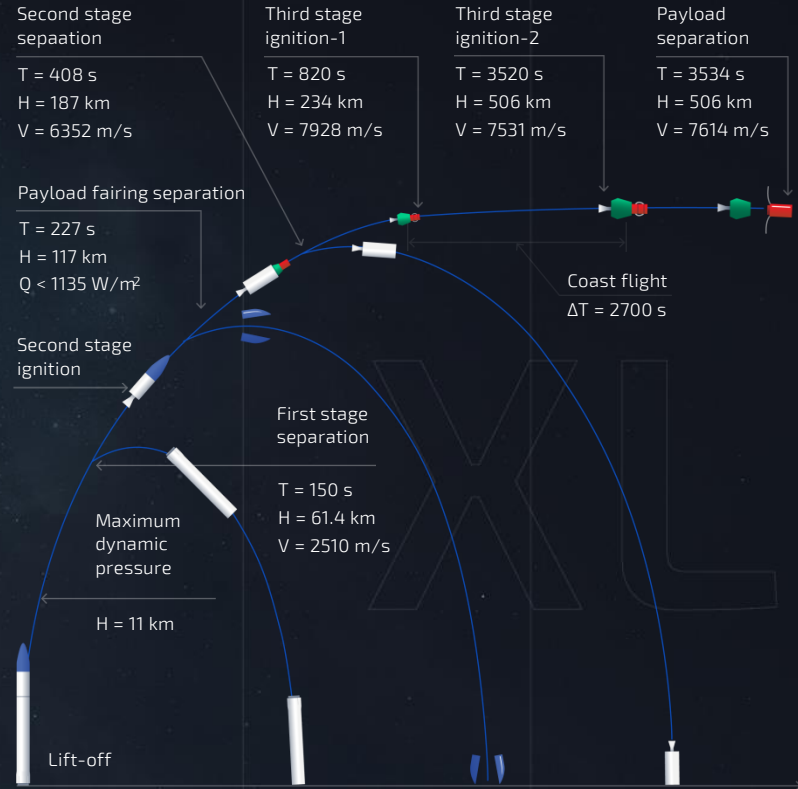 Second stage
sepaation
T = 408 s
H = 187 km
V = 6352 m/s
Third stage
ignition-1
T = 820 s
H = 234 km
V = 7928 m/s
Third stage
ignition-2
T = 3520 s
H = 506 km
V = 7531 m/s
Payload
separation
T = 3534 s
H = 506 km
V = 7614 m/s
Payload fairing separation
T = 227 s
H = 117 km
Q < 1135 W/m²
Coast flight
ΔT = 2700 s
Second stage
ignition
First stage
separation
T = 150 s
H = 61.4 km
V = 2510 m/s
Maximum
dynamic
pressure
H = 11 km
Lift-off
XL